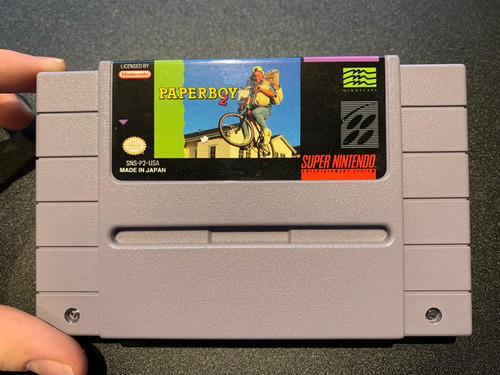 LICENSED BY
Nintendo
PAPERBOY
2
SNS-P2-USA
MADE IN JAPAN
MINDSCAPE
SUPER NINTENDO
ENTERTAINMENT SYSTEM